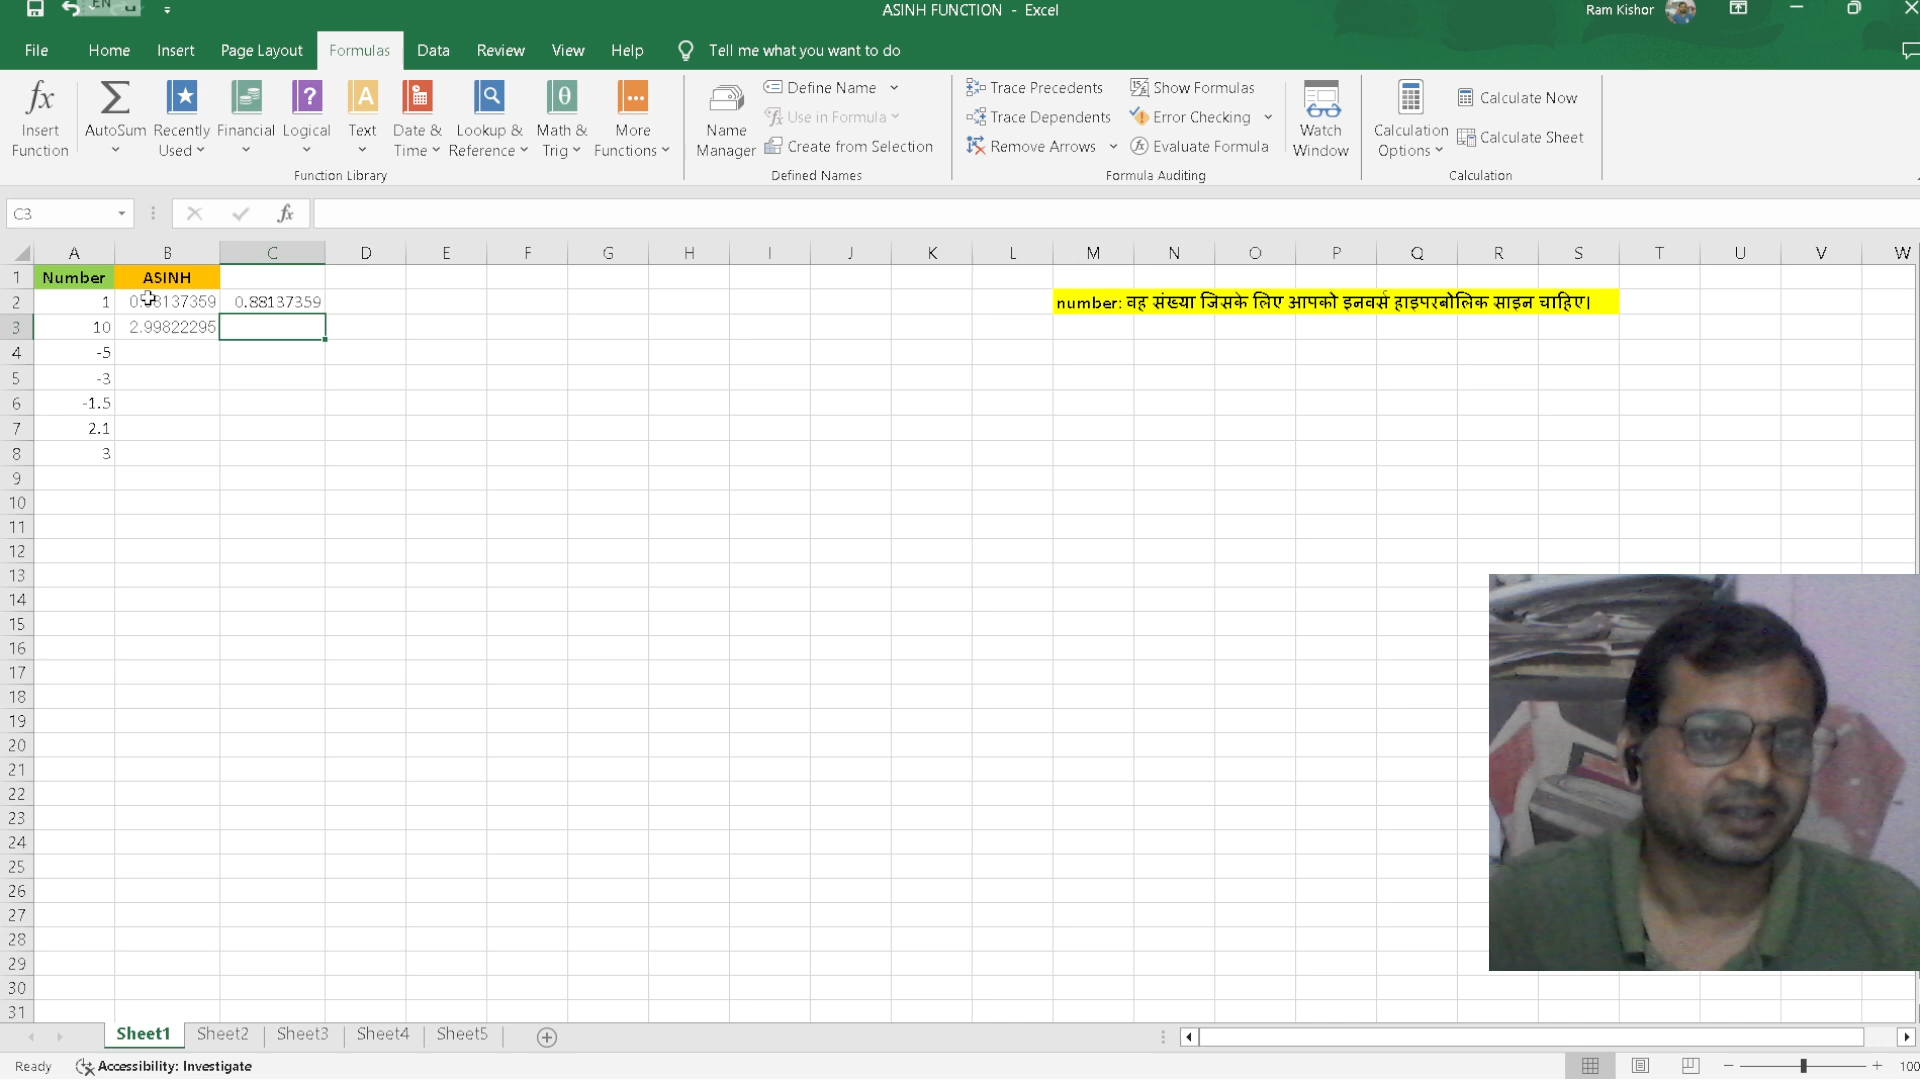 EN
ASINH FUNCTION - Excel
Ram Kishor
File Home Insert Page Layout Formulas Data Review View Help Tell me what you want to do
fx Insert Function
AutoSum
Recently Used
Financial
Logical
Text
Date & Time
Lookup & Reference
Math & Trig
More Functions
Function Library
Name Manager
Define Name
Use in Formula
Create from Selection
Defined Names
Trace Precedents
Trace Dependents
Remove Arrows
Show Formulas
Error Checking
Evaluate Formula
Watch Window
Formula Auditing
Calculation Options
Calculate Now
Calculate Sheet
Calculation
C3 fx
A B C D E F G H I J K L M N O P Q R S T U V W
1 Number ASINH
2 1 0.88137359 0.88137359 number: वह संख्या जिसके लिए आपको इनवर्स हाइपरबोलिक साइन चाहिए।
3 10 2.99822295
4 -5
5 -3
6 -1.5
7 2.1
8 3
9
10
11
12
13
14
15
16
17
18
19
20
21
22
23
24
25
26
27
28
29
30
31
Sheet1 Sheet2 Sheet3 Sheet4 Sheet5
Ready Accessibility: Investigate 100